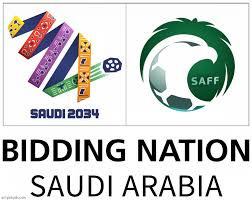 SAUDI 2034
SAFF
BIDDING NATION
SAUDI ARABIA